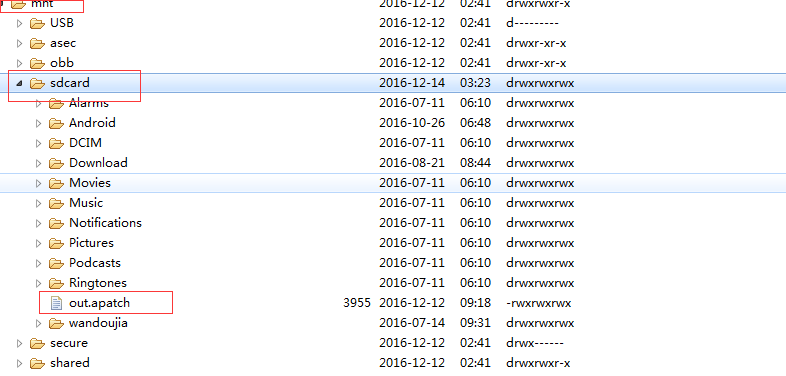 mnt 2016-12-12 02:41 drwxrwxr-x
USB 2016-12-12 02:41 d---------
asec 2016-12-12 02:41 drwxr-xr-x
obb 2016-12-12 02:41 drwxr-xr-x
sdcard 2016-12-14 03:23 drwxrwxrwx
Alarms 2016-07-11 06:10 drwxrwxrwx
Android 2016-10-26 06:48 drwxrwxrwx
DCIM 2016-07-11 06:10 drwxrwxrwx
Download 2016-08-21 08:44 drwxrwxrwx
Movies 2016-07-11 06:10 drwxrwxrwx
Music 2016-07-11 06:10 drwxrwxrwx
Notifications 2016-07-11 06:10 drwxrwxrwx
Pictures 2016-07-11 06:10 drwxrwxrwx
Podcasts 2016-07-11 06:10 drwxrwxrwx
Ringtones 2016-07-11 06:10 drwxrwxrwx
out.apatch 3955 2016-12-12 09:18 -rwxrwxrwx
wandoujia 2016-07-14 09:31 drwxrwxrwx
secure 2016-12-12 02:41 drwx------
shared 2016-12-12 02:41 drwxrwxr-x